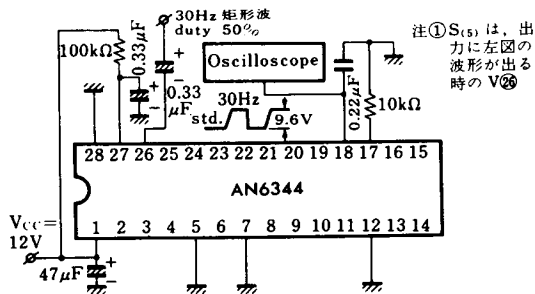 30Hz 矩形波
duty 50%
100kΩ
0.33μF
0.33
μF
Oscilloscope
30Hz
std.
9.6V
0.22μF
10kΩ
注① S(5) は, 出
力に左図の
波形が出る
時の V㉖
28 27 26 25 24 23 22 21 20 19 18 17 16 15
AN6344
1 2 3 4 5 6 7 8 9 10 11 12 13 14
Vcc=
12V
47μF